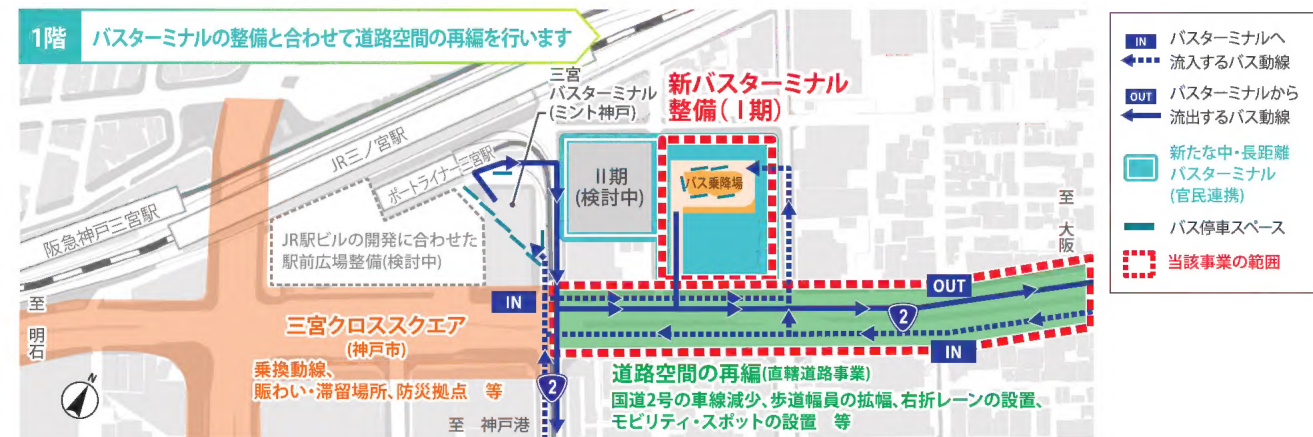 1階 バスターミナルの整備と合わせて道路空間の再編を行います
三宮
バスターミナル
(ミント神戸)
新バスターミナル
整備(Ⅰ期)
JR三ノ宮駅
ポートライナー三宮駅
阪急神戸三宮駅
Ⅱ期
(検討中)
バス乗降場
JR駅ビルの開発に合わせた
駅前広場整備(検討中)
至
大阪
至
明石
IN
OUT
2
IN
三宮クロススクエア
(神戸市)
乗換動線、
賑わい・滞留場所、防災拠点 等
2
道路空間の再編(直轄道路事業)
国道2号の車線減少、歩道幅員の拡幅、右折レーンの設置、
モビリティ・スポットの設置 等
至 神戸港
N
IN バスターミナルへ
流入するバス動線
OUT バスターミナルから
流出するバス動線
新たな中・長距離
バスターミナル
(官民連携)
バス停車スペース
当該事業の範囲